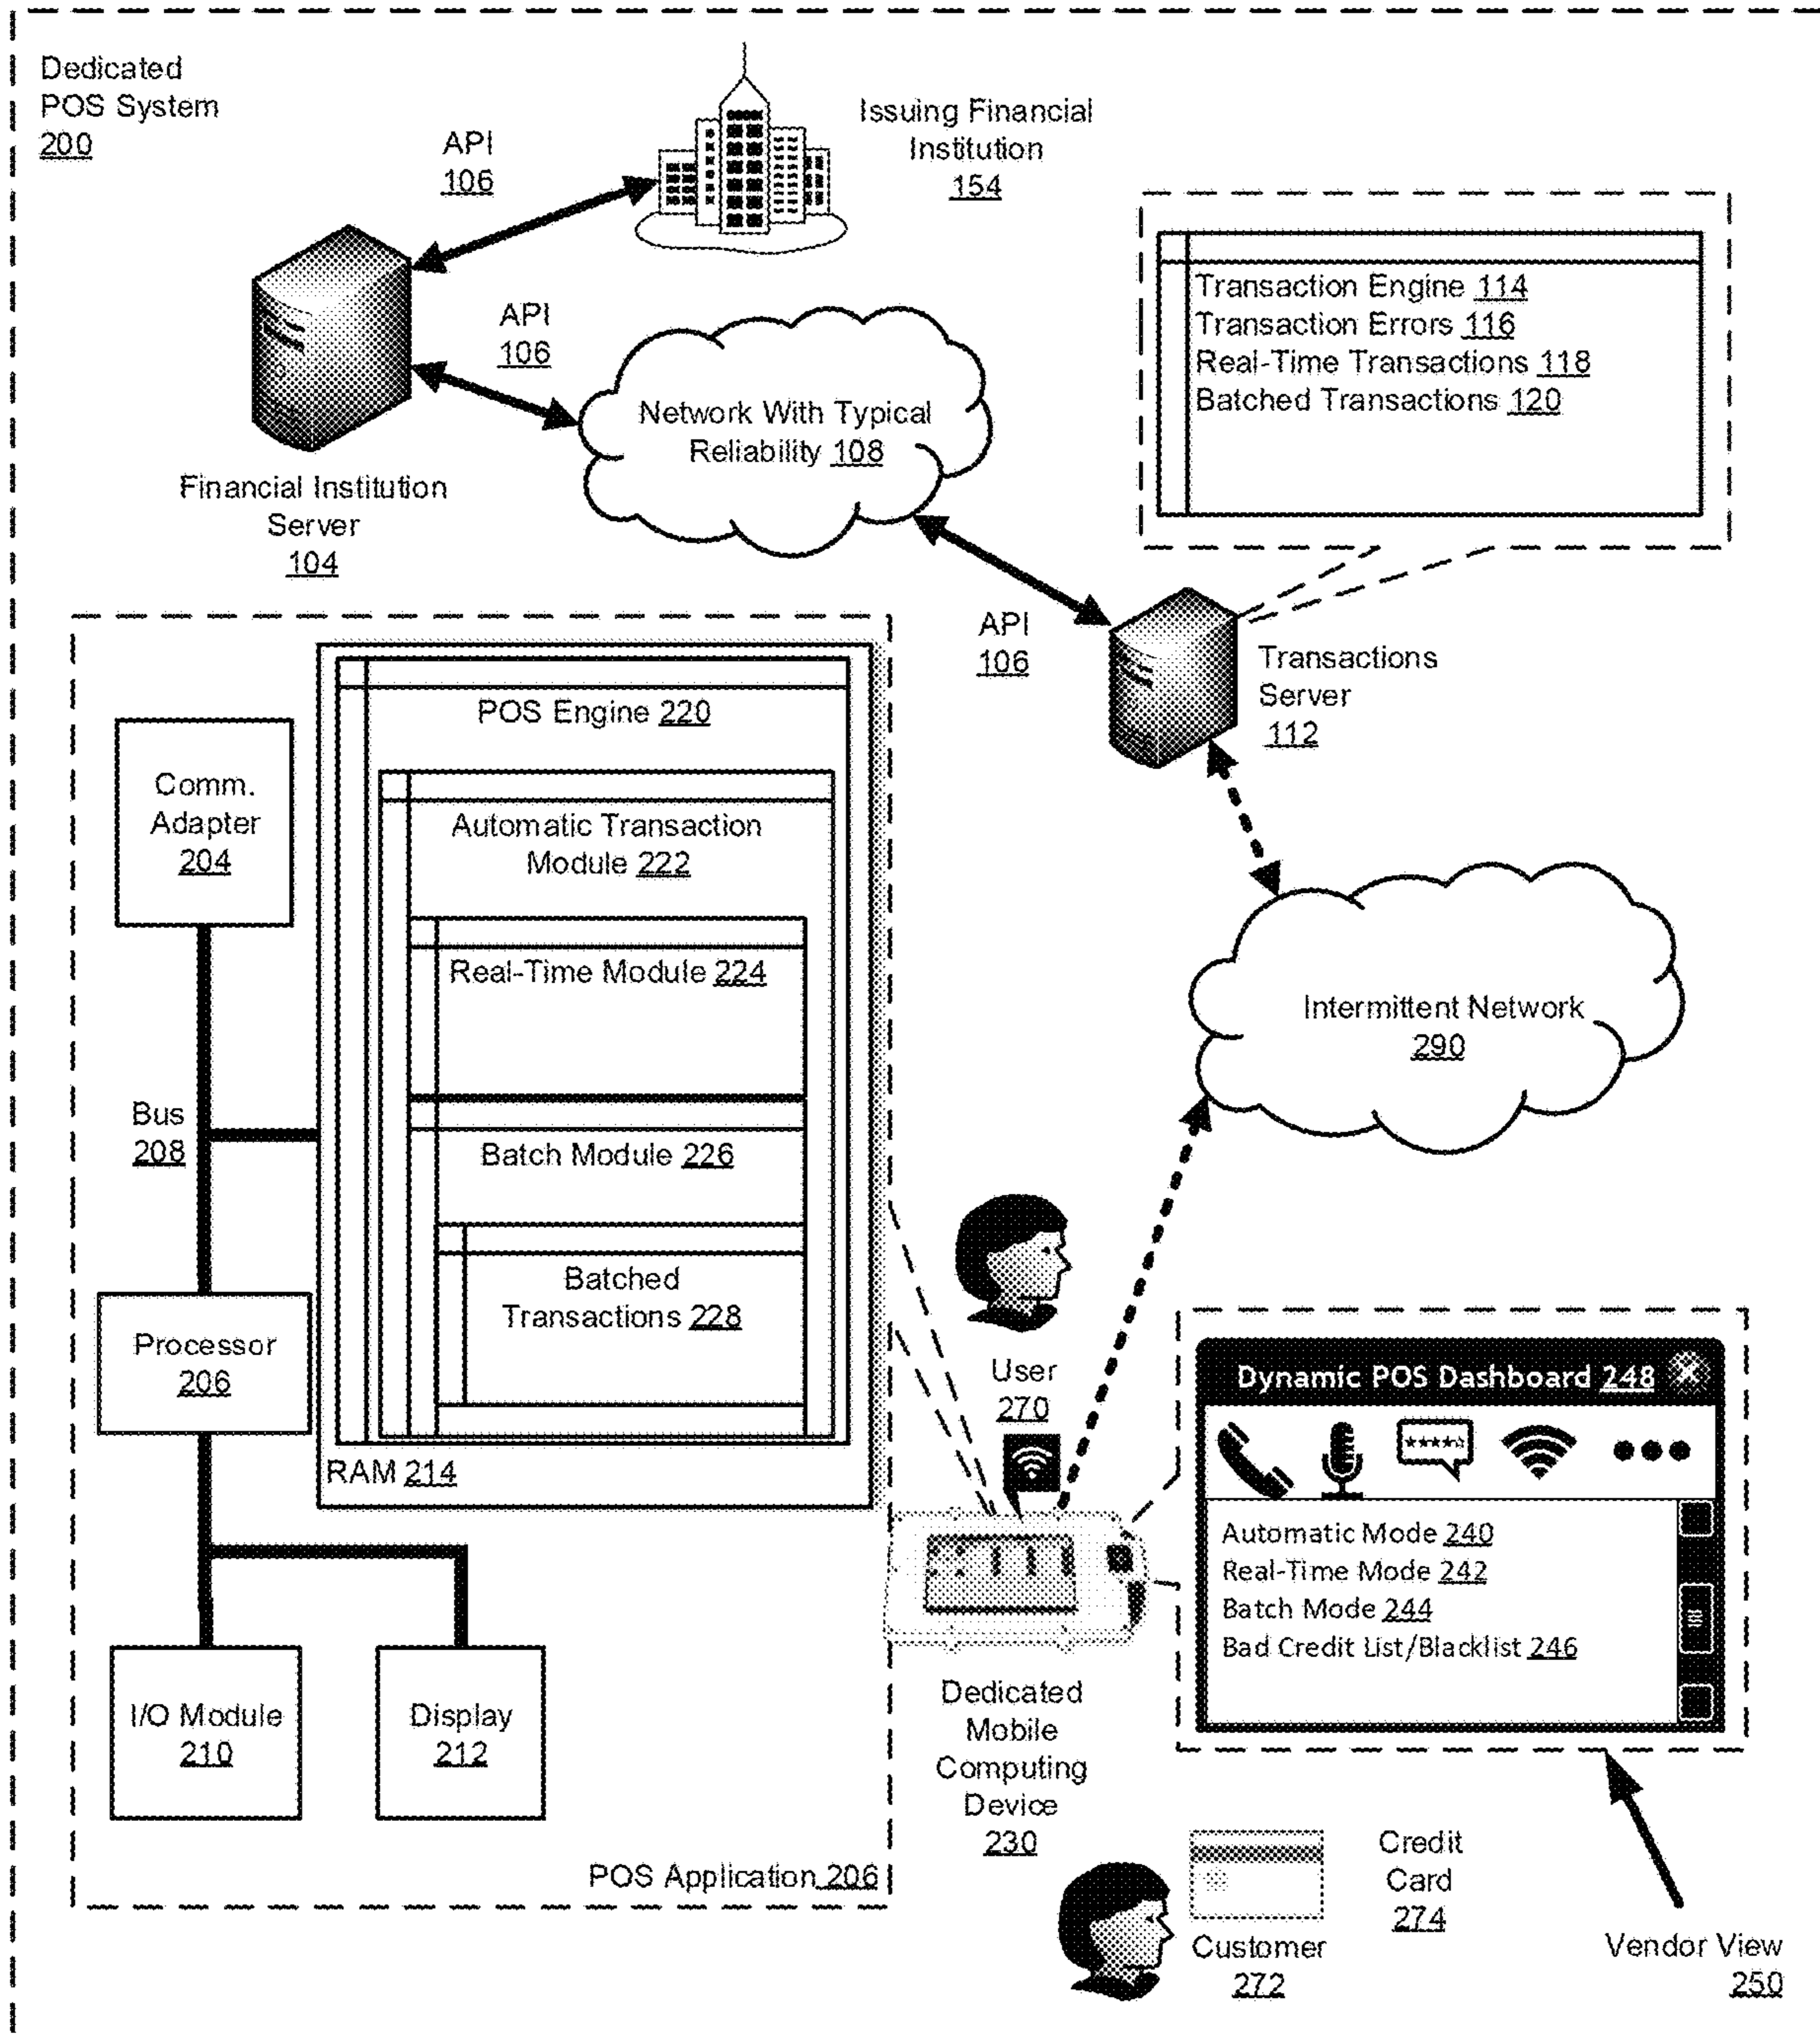 Dedicated
POS System
200
API
106
Issuing Financial
Institution
154
API
106
Network With Typical
Reliability 108
Financial Institution
Server
104
Transaction Engine 114
Transaction Errors 116
Real-Time Transactions 118
Batched Transactions 120
API
106
Transactions
Server
112
POS Engine 220
Automatic Transaction
Module 222
Real-Time Module 224
Batch Module 226
Batched
Transactions 228
RAM 214
Comm.
Adapter
204
Bus
208
Processor
206
I/O Module
210
Display
212
POS Application 206
Intermittent Network
290
User
270
Dedicated
Mobile
Computing
Device
230
Dynamic POS Dashboard 248
Automatic Mode 240
Real-Time Mode 242
Batch Mode 244
Bad Credit List/Blacklist 246
Credit
Card
274
Customer
272
Vendor View
250